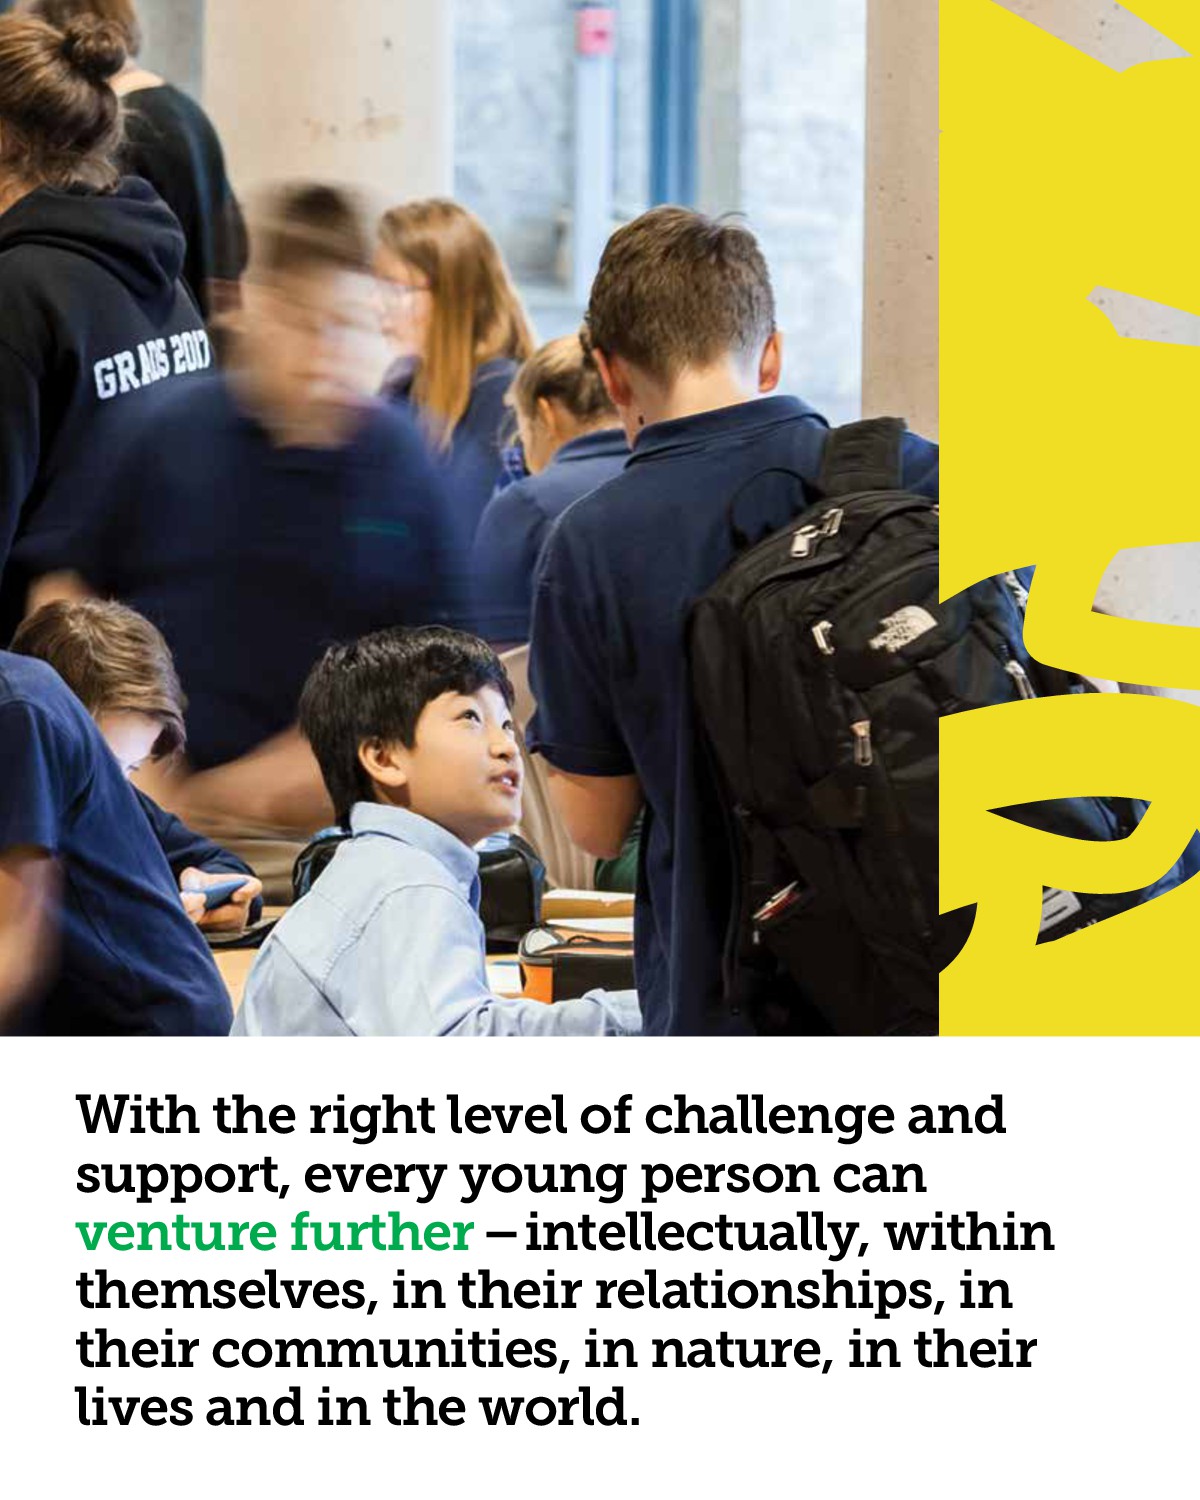 GRADS 2017
With the right level of challenge and
support, every young person can
venture further – intellectually, within
themselves, in their relationships, in
their communities, in nature, in their
lives and in the world.